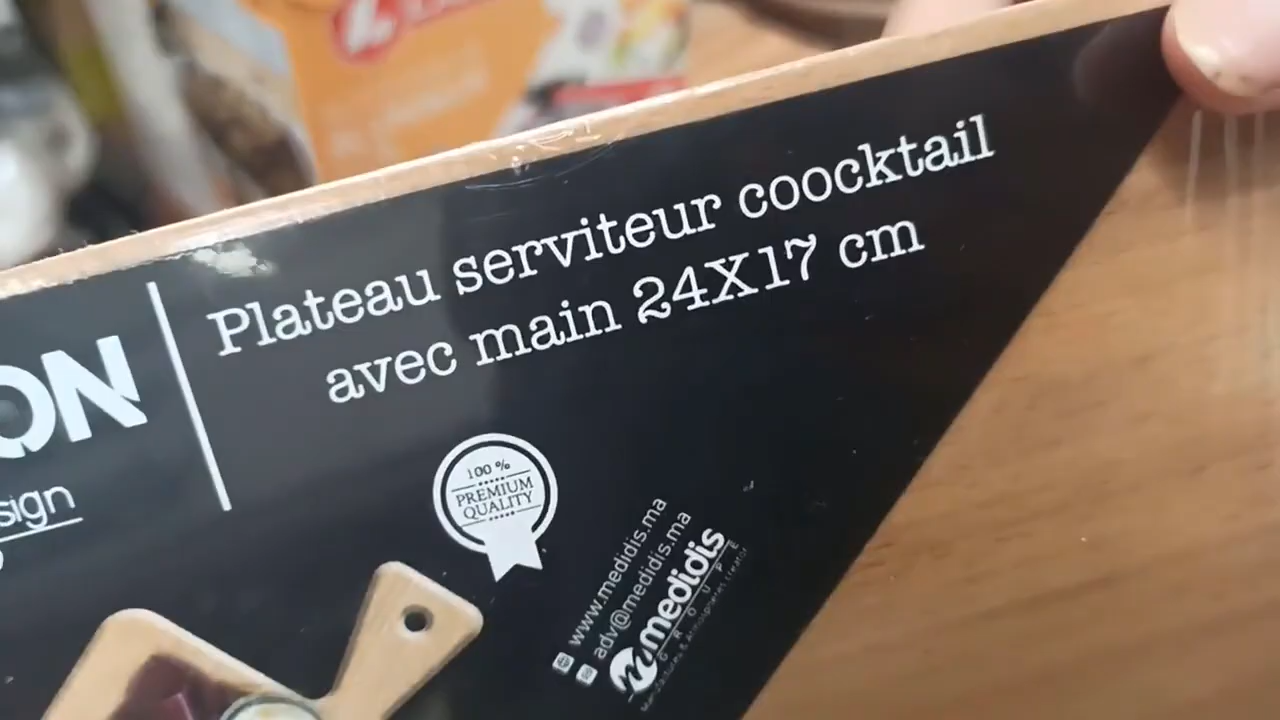 Plateau serviteur coocktail
avec main 24X17 cm
ON
sign
100 %
PREMIUM
QUALITY
www.medidis.ma
adv@medidis.ma
medidis
GROUPE